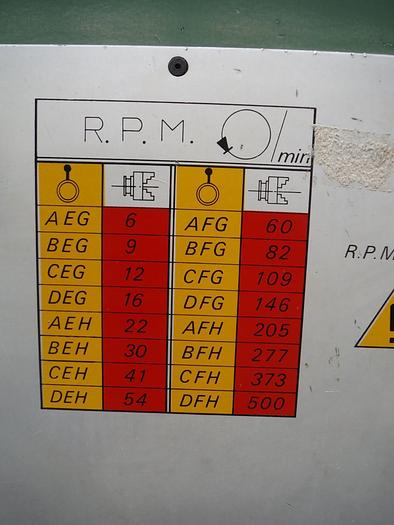 R.P.M. /min
AEG 6 AFG 60
BEG 9 BFG 82
CEG 12 CFG 109
DEG 16 DFG 146
AEH 22 AFH 205
BEH 30 BFH 277
CEH 41 CFH 373
DEH 54 DFH 500
R.P.M